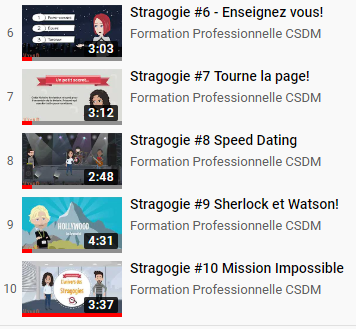 6
Stragogie #6 - Enseignez vous!
Formation Professionnelle CSDM
3:03
7
Un petit secret...
Stragogie #7 Tourne la page!
Formation Professionnelle CSDM
3:12
8
Stragogie #8 Speed Dating
Formation Professionnelle CSDM
2:48
9
HOLLYWOOD
Stragogie #9 Sherlock et Watson!
Formation Professionnelle CSDM
4:31
10
Stragogie #10 Mission Impossible
Formation Professionnelle CSDM
3:37